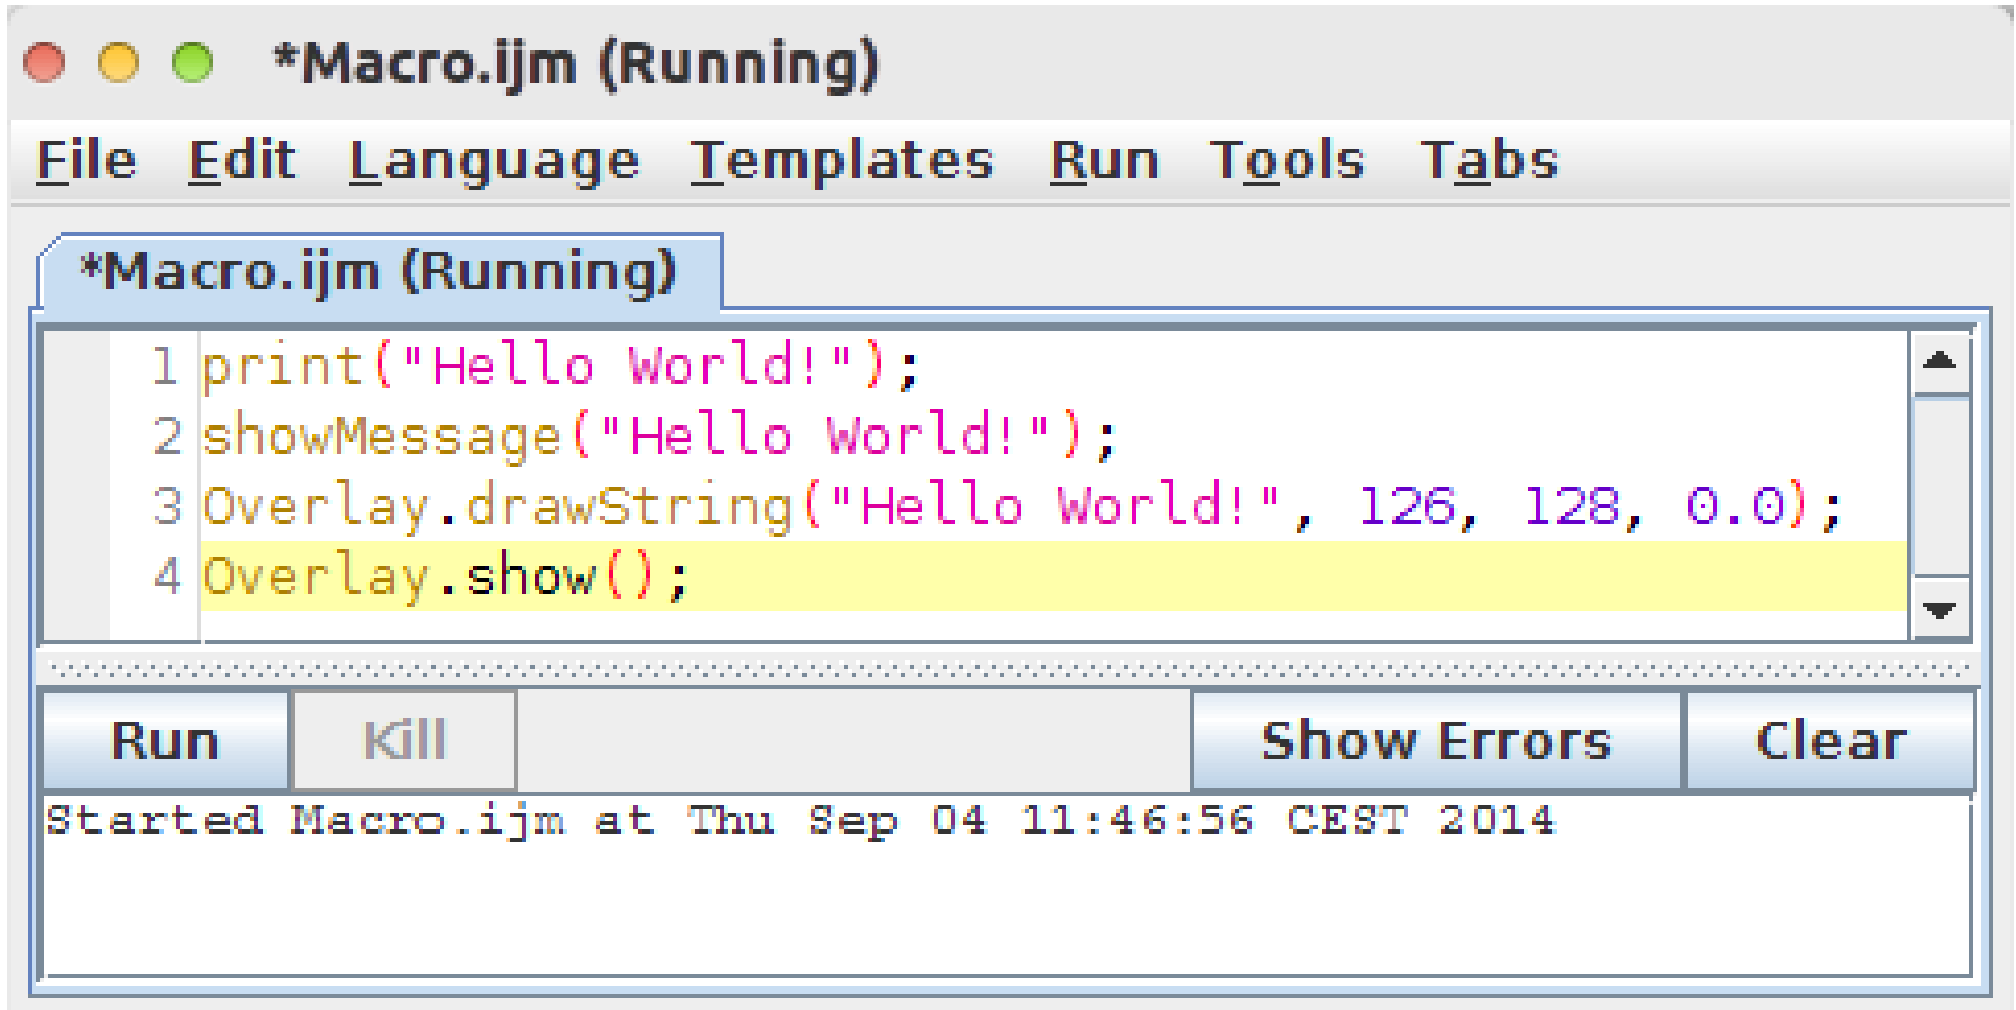 *Macro.ijm (Running)
File Edit Language Templates Run Tools Tabs
*Macro.ijm (Running)
1 print("Hello World!");
2 showMessage("Hello World!");
3 Overlay.drawString("Hello World!", 126, 128, 0.0);
4 Overlay.show();
Run Kill Show Errors Clear
Started Macro.ijm at Thu Sep 04 11:46:56 CEST 2014